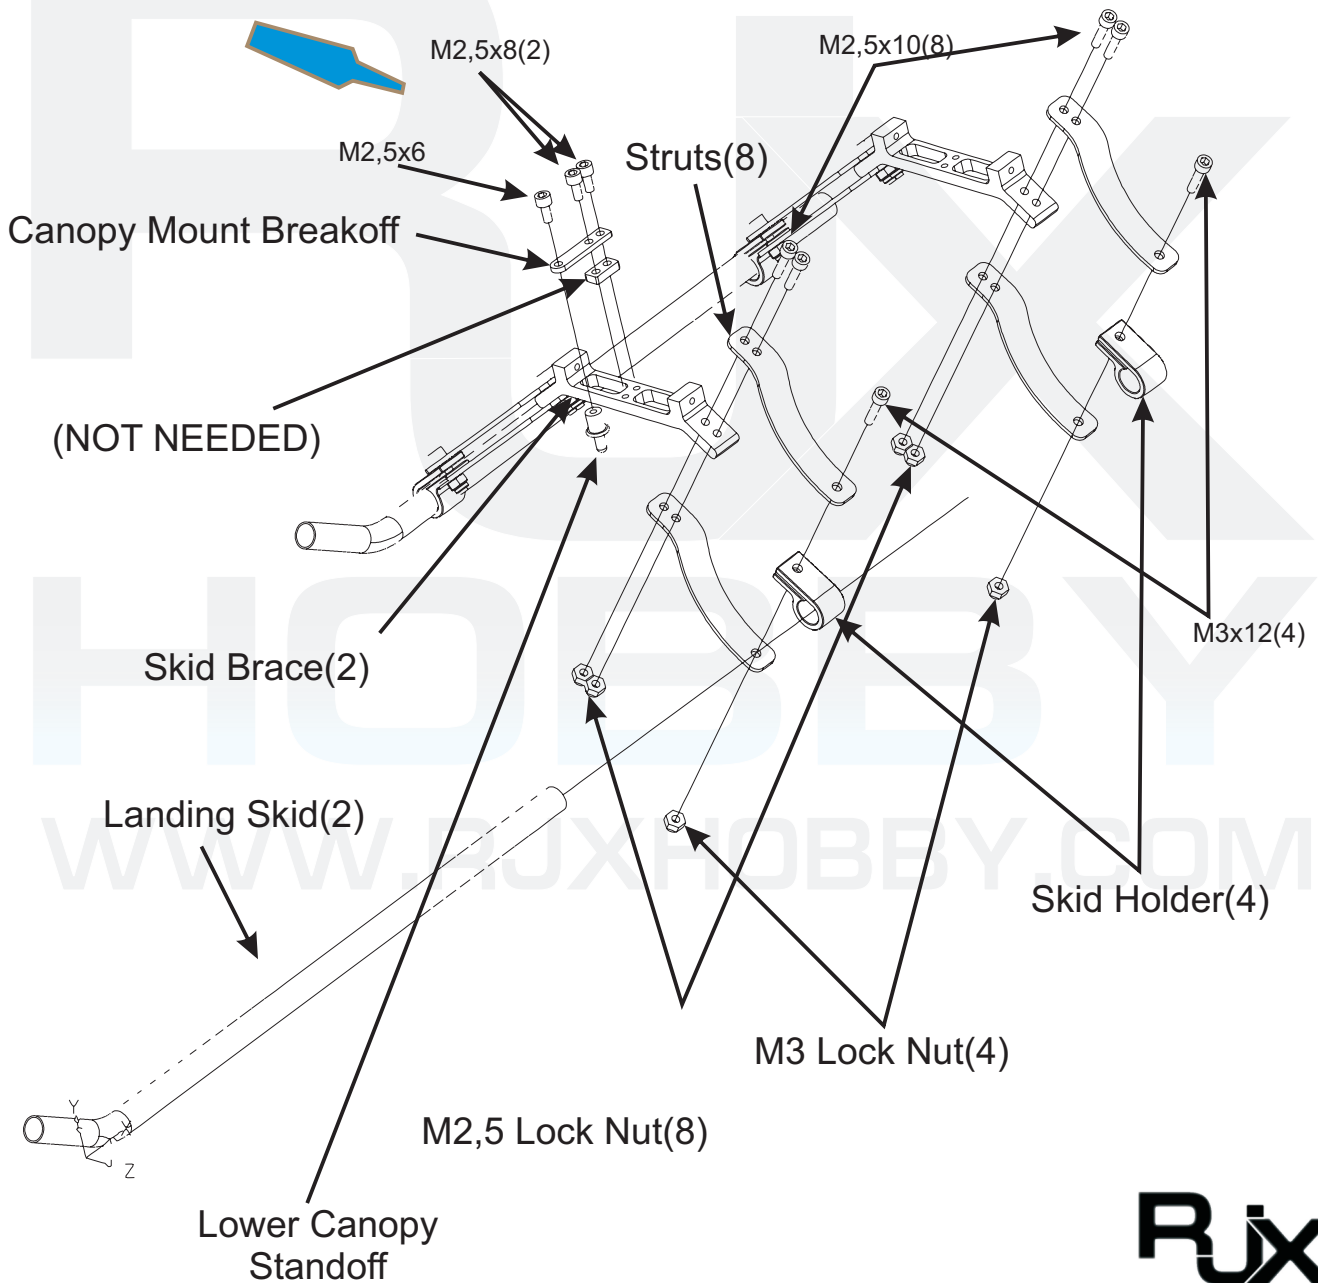 M2,5x8(2)
M2,5x10(8)
M2,5x6
Struts(8)
Canopy Mount Breakoff
(NOT NEEDED)
M3x12(4)
Skid Brace(2)
Landing Skid(2)
Skid Holder(4)
M3 Lock Nut(4)
M2,5 Lock Nut(8)
Y
X
Z
Lower Canopy
Standoff
RJX
HOBBY
WWW.RJXHOBBY.COM
RJX